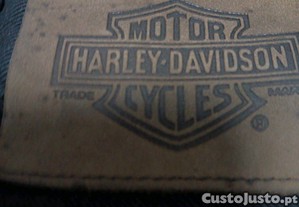 MOTOR
HARLEY-DAVIDSON
TRADE MARK
CYCLES
®
CustoJusto.pt